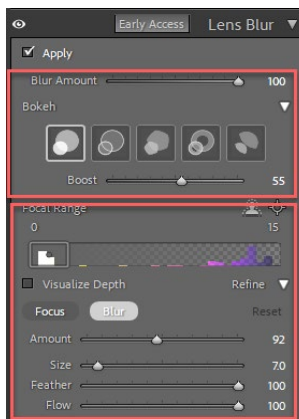 Early Access Lens Blur
Apply
Blur Amount 100
Bokeh
Boost 55
Focal Range
0 15
Visualize Depth Refine
Focus Blur Reset
Amount 92
Size 7.0
Feather 100
Flow 100